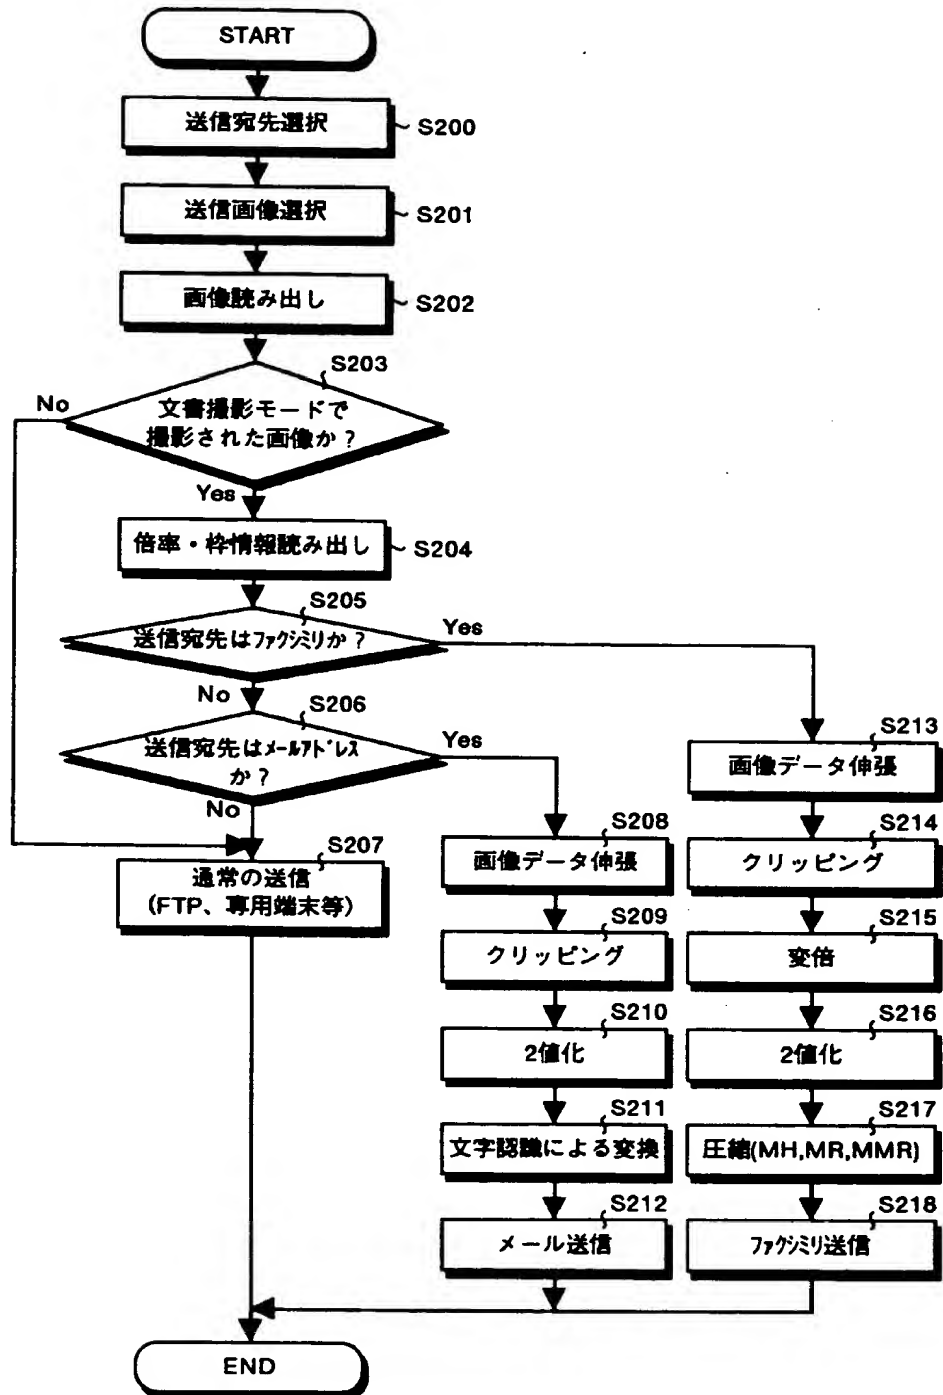 START
送信宛先選択
S200
送信画像選択
S201
画像読み出し
S202
S203
No
文書撮影モードで
撮影された画像か？
Yes
倍率・枠情報読み出し
S204
S205
送信宛先はファクシミリか？
Yes
No
S206
送信宛先はメールアドレス
か？
Yes
No
S207
通常の送信
(FTP、専用端末等)
S208
画像データ伸張
S209
クリッピング
S210
2値化
S211
文字認識による変換
S212
メール送信
S213
画像データ伸張
S214
クリッピング
S215
変倍
S216
2値化
S217
圧縮(MH,MR,MMR)
S218
ファクシミリ送信
END